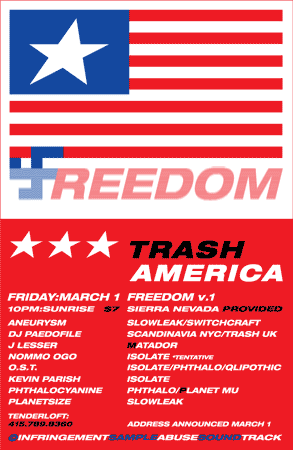 FREEDOM
TRASH
AMERICA
FRIDAY:MARCH 1 FREEDOM v.1
10PM:SUNRISE $7 SIERRA NEVADA PROVIDED
ANEURYSM SLOWLEAK/SWITCHCRAFT
DJ PAEDOFILE SCANDINAVIA NYC/TRASH UK
J LESSER MATADOR
NOMMO OGO ISOLATE *TENTATIVE
O.S.T. ISOLATE/PHTHALO/QLIPOTHIC
KEVIN PARISH ISOLATE
PHTHALOCYANINE PHTHALO/PLANET MU
PLANETSIZE SLOWLEAK
TENDERLOFT:
415.789.8360 ADDRESS ANNOUNCED MARCH 1
@INFRINGEMENTSAMPLEABUSESOUNDTRACK